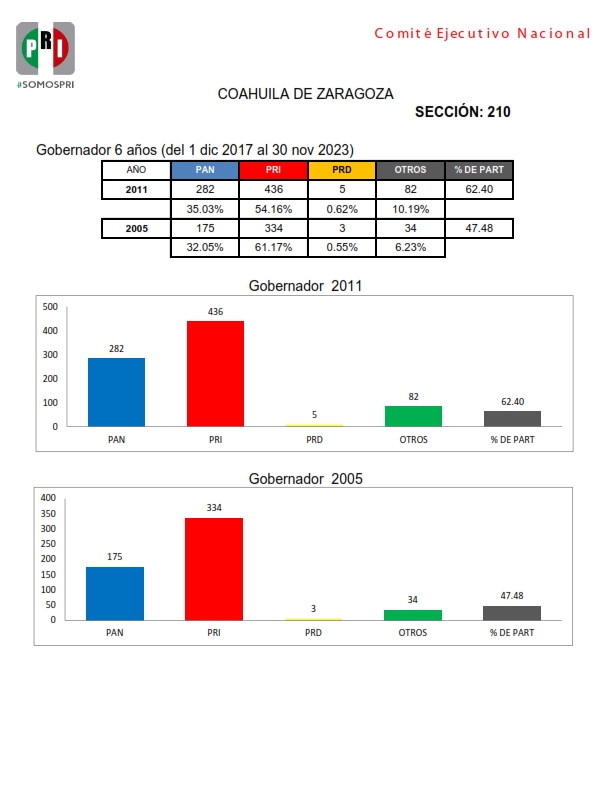 Comité Ejecutivo Nacional
PRI
#SOMOSPRI
COAHUILA DE ZARAGOZA
SECCIÓN: 210
Gobernador 6 años (del 1 dic 2017 al 30 nov 2023)
AÑO PAN PRI PRD OTROS % DE PART
2011 282 436 5 82 62.40
35.03% 54.16% 0.62% 10.19%
2005 175 334 3 34 47.48
32.05% 61.17% 0.55% 6.23%
Gobernador 2011
500
400
300
200
100
0
282
436
5
82
62.40
PAN PRI PRD OTROS % DE PART
Gobernador 2005
400
350
300
250
200
150
100
50
0
175
334
3
34
47.48
PAN PRI PRD OTROS % DE PART